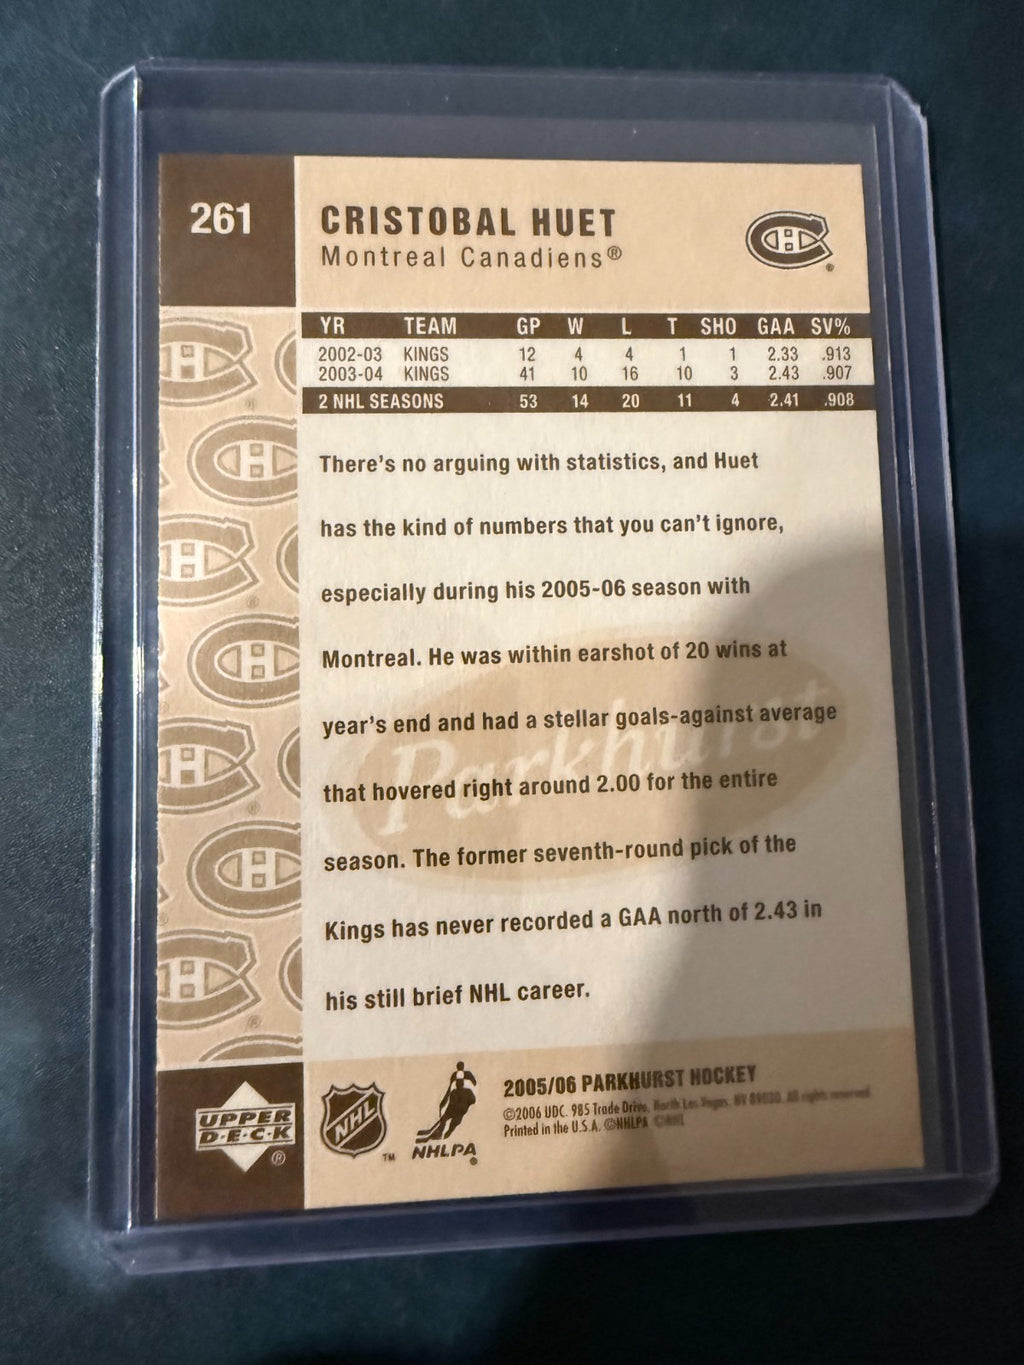 261
CRISTOBAL HUET
Montreal Canadiens®
YR TEAM GP W L T SHO GAA SV%
2002-03 KINGS 12 4 4 1 1 2.33 .913
2003-04 KINGS 41 10 16 10 3 2.43 .907
2 NHL SEASONS 53 14 20 11 4 2.41 .908
There's no arguing with statistics, and Huet
has the kind of numbers that you can't ignore,
especially during his 2005-06 season with
Montreal. He was within earshot of 20 wins at
year's end and had a stellar goals-against average
that hovered right around 2.00 for the entire
season. The former seventh-round pick of the
Kings has never recorded a GAA north of 2.43 in
his still brief NHL career.
Parkhurst
UPPER
D·E·C·K
®
NHL
TM
NHLPA
®
2005/06 PARKHURST HOCKEY
©2006 UDC. 985 Trade Drive, North Las Vegas, NV 89030. All rights reserved
Printed in the U.S.A. ©NHLPA ©NHL